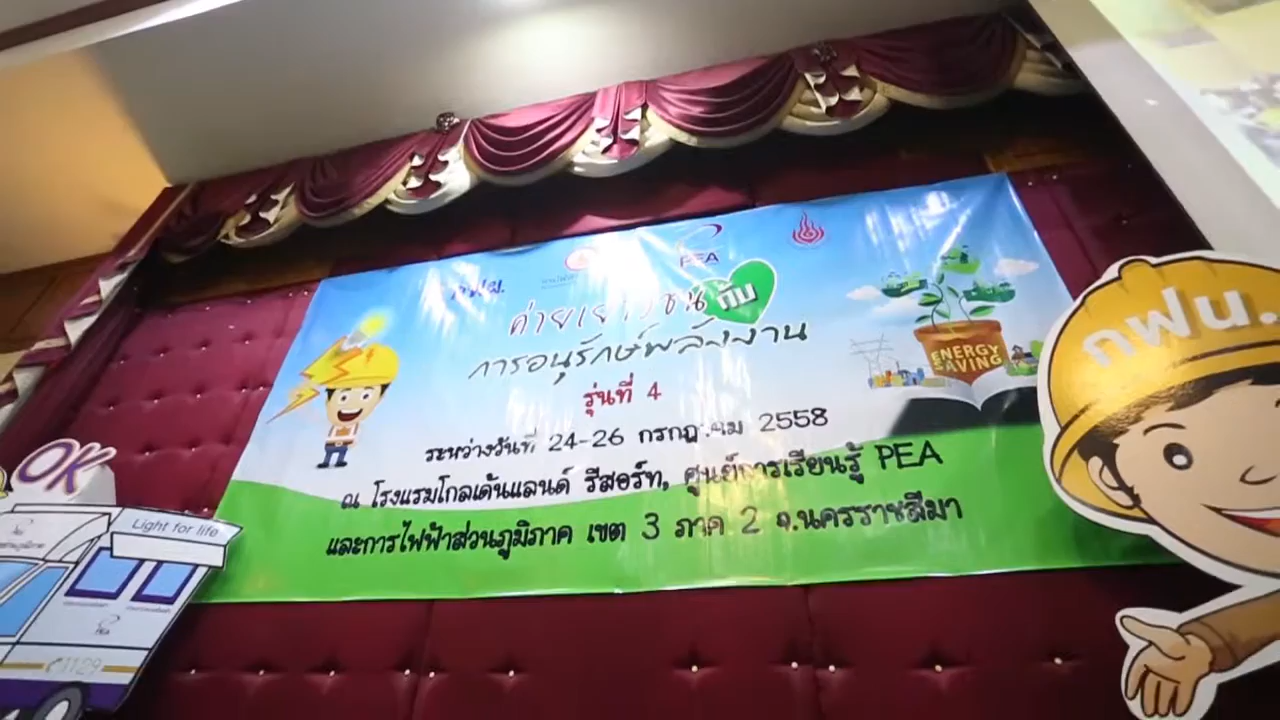 กฟผ.
PEA
ค่ายเยาวชน กับ
การอนุรักษ์พลังงาน
รุ่นที่ 4
ระหว่างวันที่ 24-26 กรกฎาคม 2558
ณ โรงแรมโกลเด้นแลนด์ รีสอร์ท, ศูนย์การเรียนรู้ PEA
และการไฟฟ้าส่วนภูมิภาค เขต 3 ภาค 2 จ.นครราชสีมา
ENERGY
SAVING
กฟน.
OK
Light for life
PEA
1129